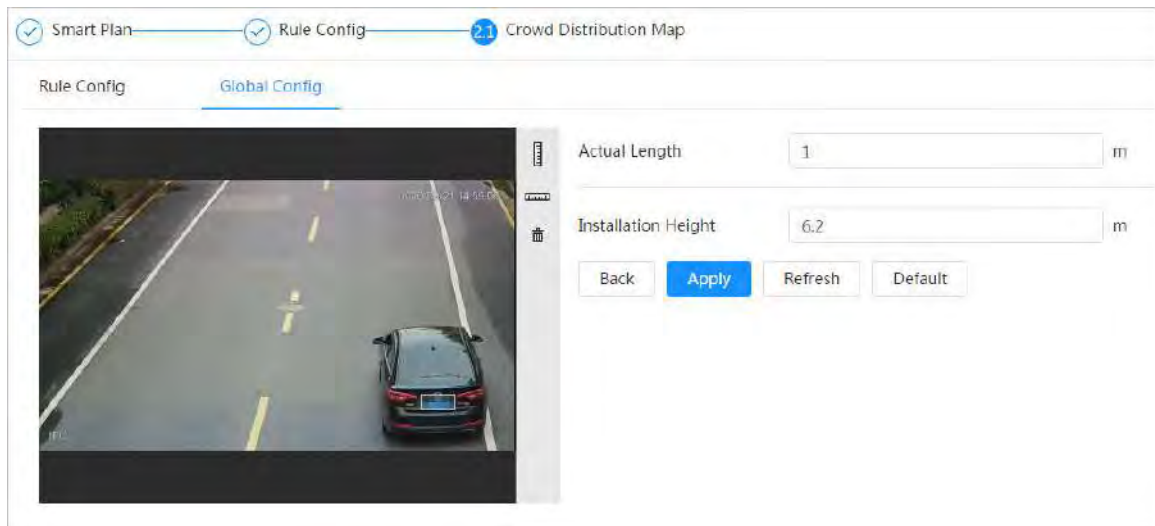 Smart Plan
Rule Config
2.1 Crowd Distribution Map
Rule Config
Global Config
Actual Length
1
m
Installation Height
6.2
m
Back
Apply
Refresh
Default